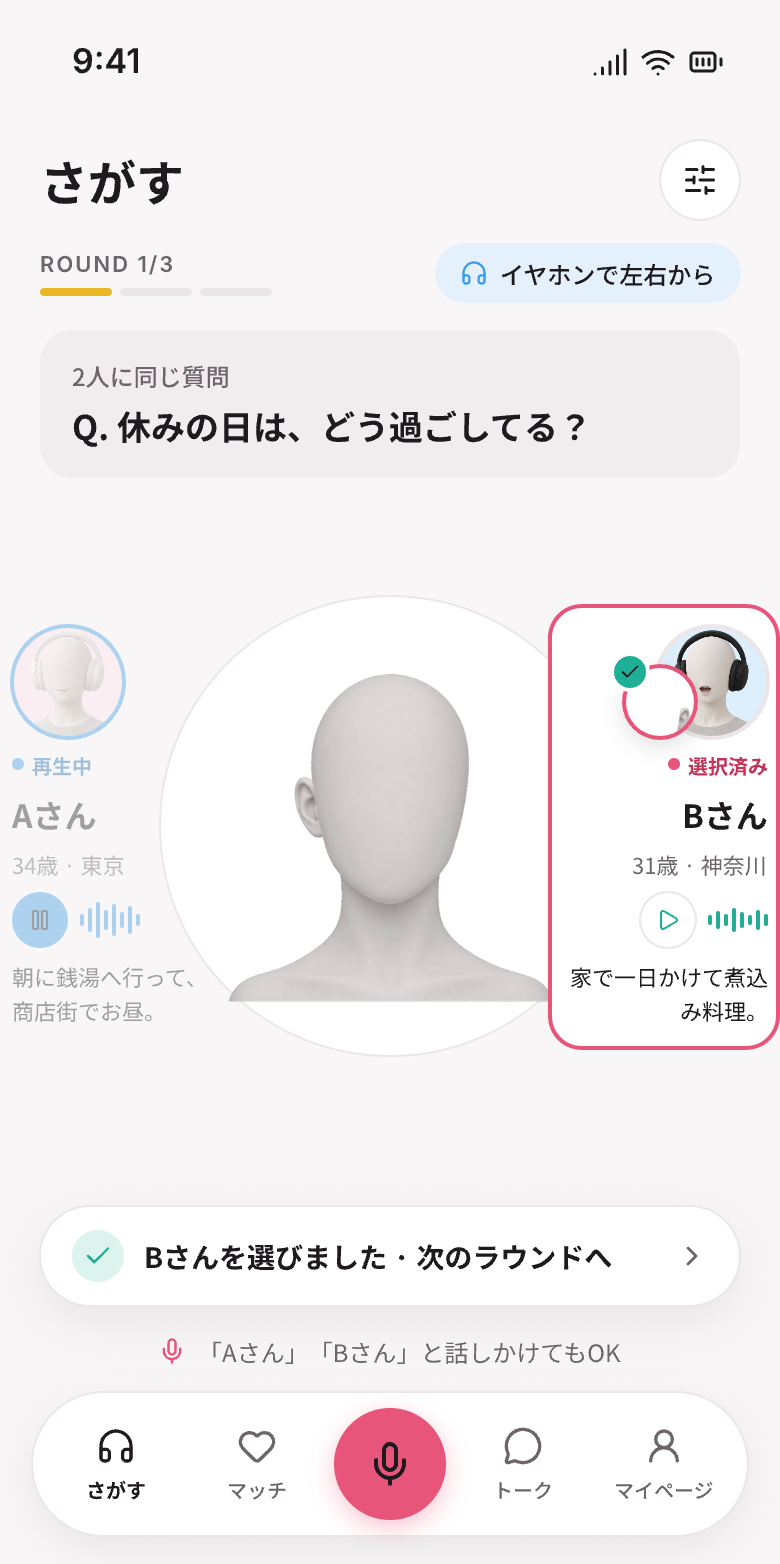 9:41
さがす
ROUND 1/3
イヤホンで左右から
2人に同じ質問
Q. 休みの日は、どう過ごしてる？
再生中
Aさん
34歳・東京
朝に銭湯へ行って、
商店街でお昼。
選択済み
Bさん
31歳・神奈川
家で一日かけて煮込
み料理。
Bさんを選びました・次のラウンドへ
「Aさん」「Bさん」と話しかけてもOK
さがす
マッチ
トーク
マイページ